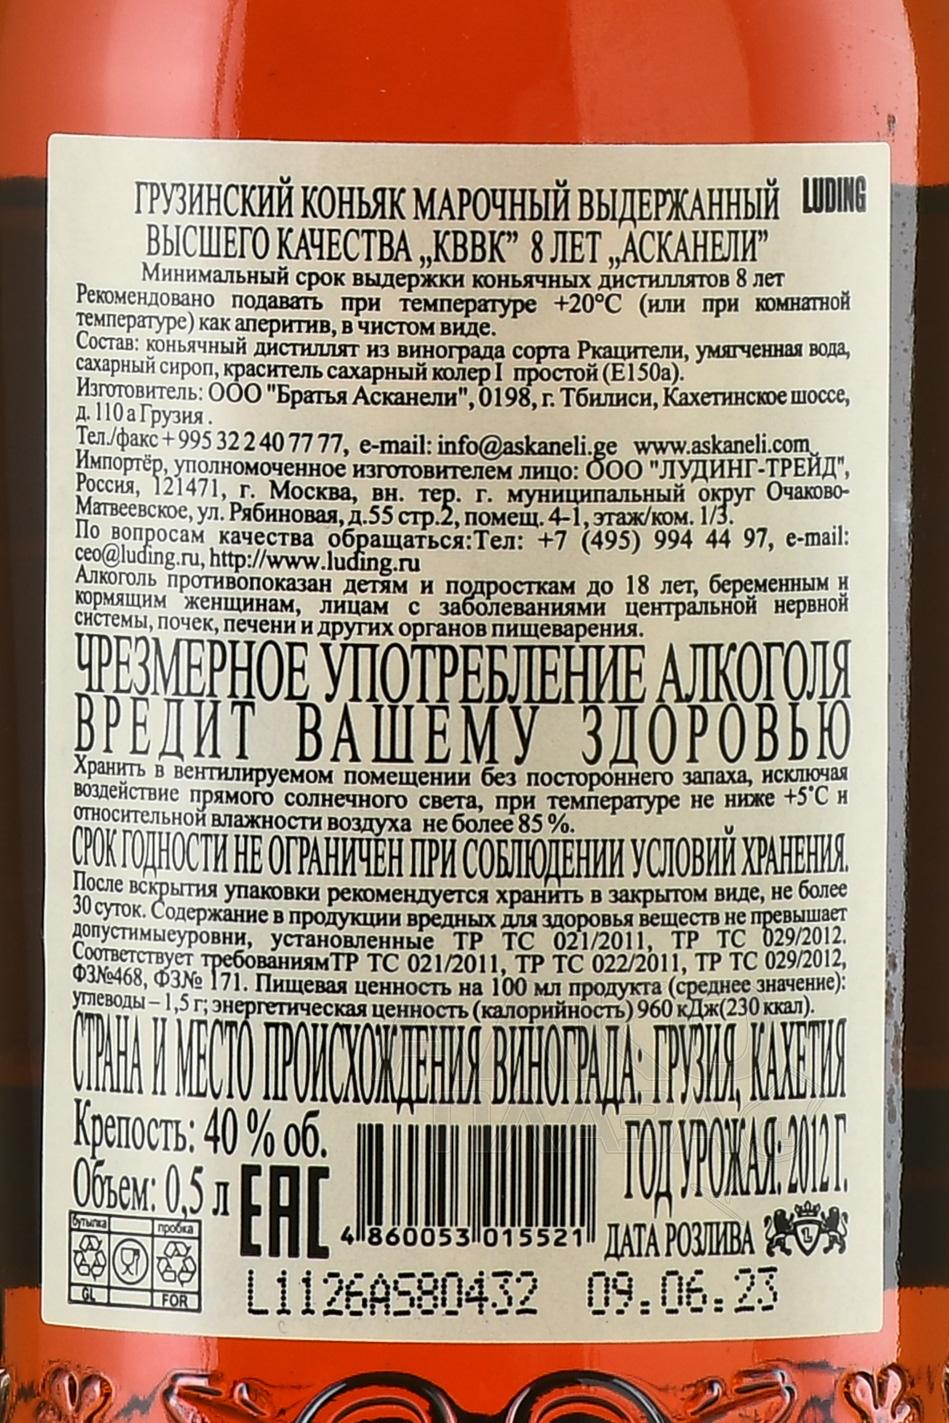 ГРУЗИНСКИЙ КОНЬЯК МАРОЧНЫЙ ВЫДЕРЖАННЫЙ LUDING
ВЫСШЕГО КАЧЕСТВА „КВВК” 8 ЛЕТ „АСКАНЕЛИ”
Минимальный срок выдержки коньячных дистиллятов 8 лет
Рекомендовано подавать при температуре +20°С (или при комнатной
температуре) как аперитив, в чистом виде.
Состав: коньячный дистиллят из винограда сорта Ркацители, умягченная вода,
сахарный сироп, краситель сахарный колер I простой (Е150а).
Изготовитель: ООО "Братья Асканели", 0198, г. Тбилиси, Кахетинское шоссе,
д. 110 а Грузия .
Тел./факс + 995 32 2 40 77 77, e-mail: info@askaneli.ge www.askaneli.com
Импортёр, уполномоченное изготовителем лицо: ООО "ЛУДИНГ-ТРЕЙД",
Россия, 121471, г. Москва, вн. тер. г. муниципальный округ Очаково-
Матвеевское, ул. Рябиновая, д.55 стр.2, помещ. 4-1, этаж/ком. 1/3.
По вопросам качества обращаться:Тел: +7 (495) 994 44 97, e-mail:
ceo@luding.ru, http://www.luding.ru
Алкоголь противопоказан детям и подросткам до 18 лет, беременным и
кормящим женщинам, лицам с заболеваниями центральной нервной
системы, почек, печени и других органов пищеварения.
ЧРЕЗМЕРНОЕ УПОТРЕБЛЕНИЕ АЛКОГОЛЯ
ВРЕДИТ ВАШЕМУ ЗДОРОВЬЮ
Хранить в вентилируемом помещении без постороннего запаха, исключая
воздействие прямого солнечного света, при температуре не ниже +5°С и
относительной влажности воздуха не более 85 %.
СРОК ГОДНОСТИ НЕ ОГРАНИЧЕН ПРИ СОБЛЮДЕНИИ УСЛОВИЙ ХРАНЕНИЯ.
После вскрытия упаковки рекомендуется хранить в закрытом виде, не более
30 суток. Содержание в продукции вредных для здоровья веществ не превышает
допустимыеуровни, установленные ТР ТС 021/2011, ТР ТС 029/2012.
Соответствует требованиямТР ТС 021/2011, ТР ТС 022/2011, ТР ТС 029/2012,
ФЗ№468, ФЗ№ 171. Пищевая ценность на 100 мл продукта (среднее значение):
углеводы – 1,5 г; энергетическая ценность (калорийность) 960 кДж(230 ккал).
СТРАНА И МЕСТО ПРОИСХОЖДЕНИЯ ВИНОГРАДА: ГРУЗИЯ, КАХЕТИЯ
Крепость: 40 % об. ГОД УРОЖАЯ: 2012 Г.
Объем: 0,5 л ЕАС 4 860053 015521 ДАТА РОЗЛИВА
бутылка пробка
GL FOR
L1126A580432 09.06.23